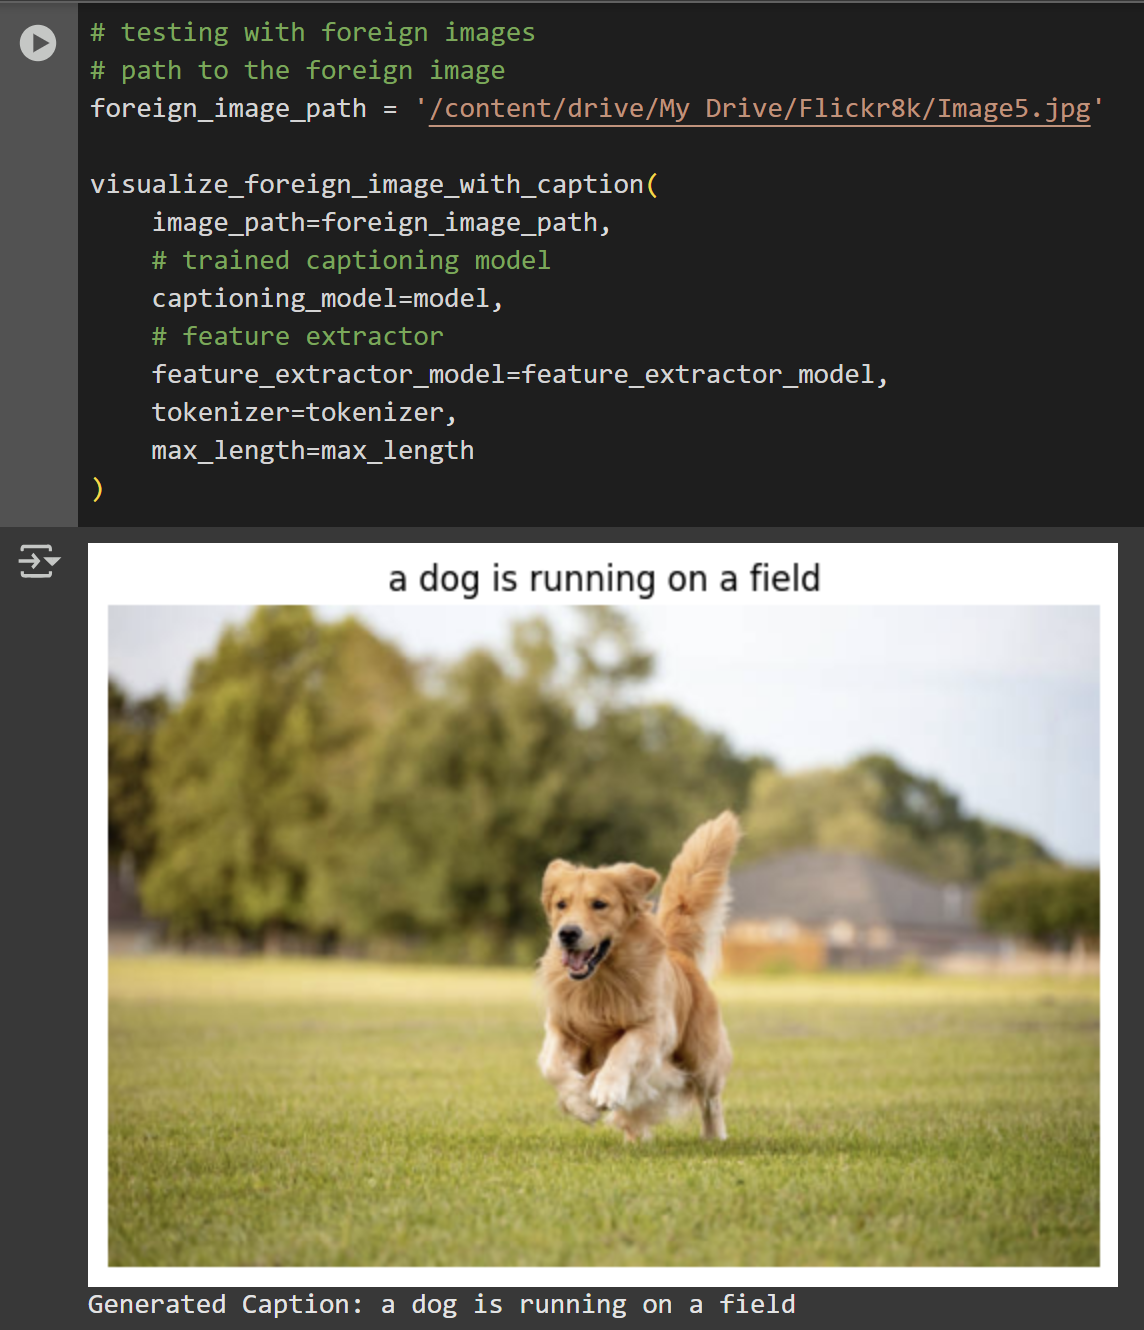 # testing with foreign images
# path to the foreign image
foreign_image_path = '/content/drive/My Drive/Flickr8k/Image5.jpg'
visualize_foreign_image_with_caption(
    image_path=foreign_image_path,
    # trained captioning model
    captioning_model=model,
    # feature extractor
    feature_extractor_model=feature_extractor_model,
    tokenizer=tokenizer,
    max_length=max_length
)
a dog is running on a field
Generated Caption: a dog is running on a field